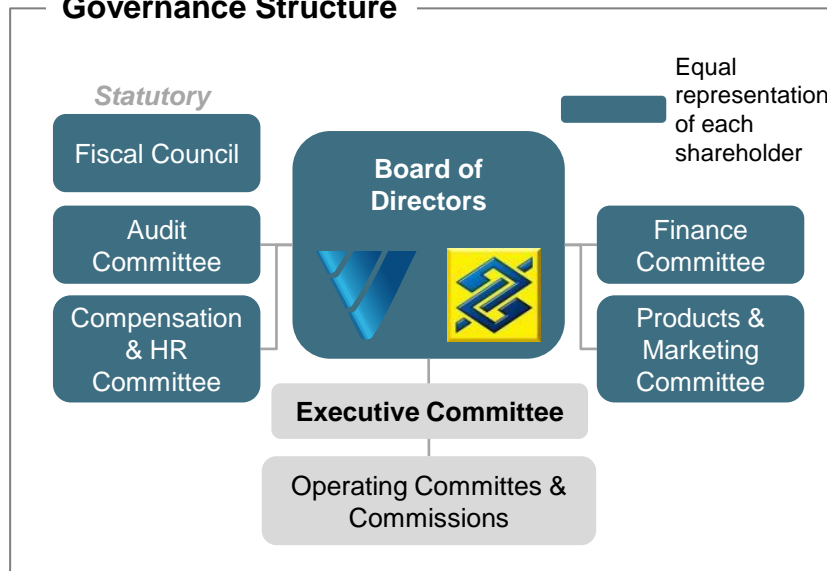 Governance Structure
Statutory
Equal
representation
of each
shareholder
Fiscal Council
Board of
Directors
Audit
Committee
Compensation
& HR
Committee
Finance
Committee
Products &
Marketing
Committee
Executive Committee
Operating Committes &
Commissions